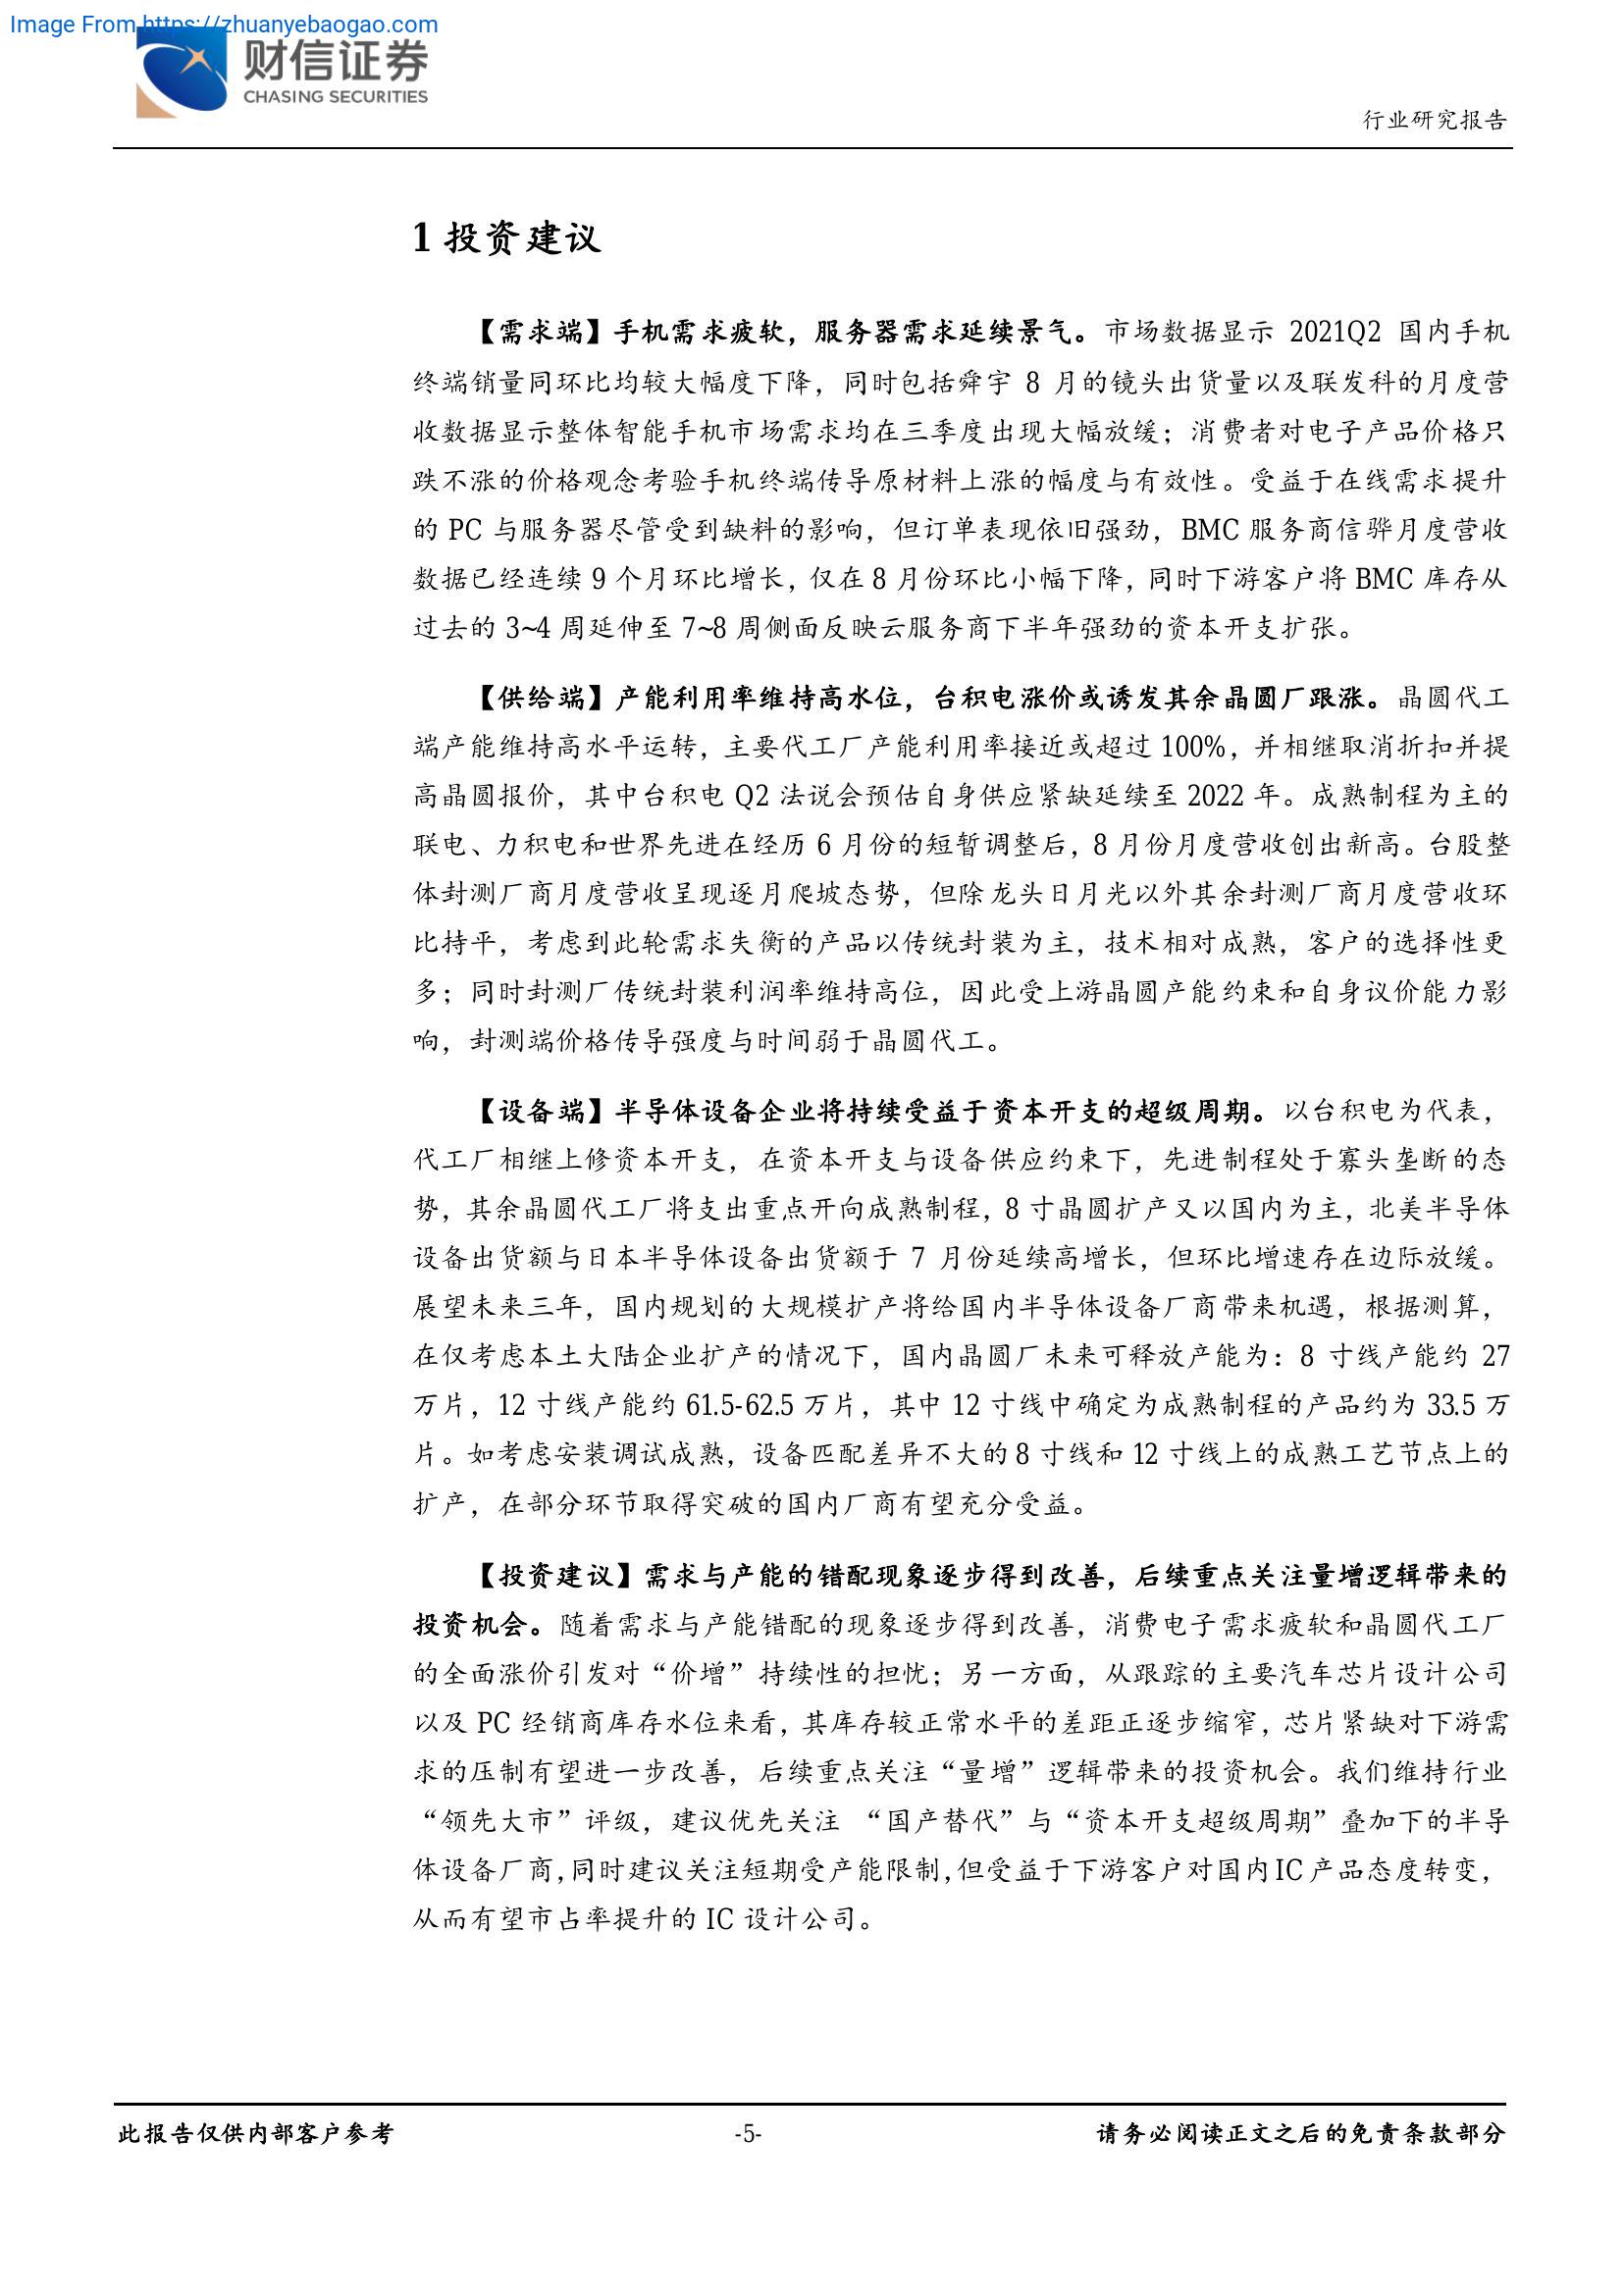 Image From https://zhuanyebaogao.com
财信证券
CHASING SECURITIES
行业研究报告
1 投资建议
【需求端】手机需求疲软，服务器需求延续景气。市场数据显示 2021Q2 国内手机
终端销量同环比均较大幅度下降，同时包括舜宇 8 月的镜头出货量以及联发科的月度营
收数据显示整体智能手机市场需求均在三季度出现大幅放缓；消费者对电子产品价格只
跌不涨的价格观念考验手机终端传导原材料上涨的幅度与有效性。受益于在线需求提升
的 PC 与服务器尽管受到缺料的影响，但订单表现依旧强劲，BMC 服务商信骅月度营收
数据已经连续 9 个月环比增长，仅在 8 月份环比小幅下降，同时下游客户将 BMC 库存从
过去的 3~4 周延伸至 7~8 周侧面反映云服务商下半年强劲的资本开支扩张。
【供给端】产能利用率维持高水位，台积电涨价或诱发其余晶圆厂跟涨。晶圆代工
端产能维持高水平运转，主要代工厂产能利用率接近或超过 100%，并相继取消折扣并提
高晶圆报价，其中台积电 Q2 法说会预估自身供应紧缺延续至 2022 年。成熟制程为主的
联电、力积电和世界先进在经历 6 月份的短暂调整后，8 月份月度营收创出新高。台股整
体封测厂商月度营收呈现逐月爬坡态势，但除龙头日月光以外其余封测厂商月度营收环
比持平，考虑到此轮需求失衡的产品以传统封装为主，技术相对成熟，客户的选择性更
多；同时封测厂传统封装利润率维持高位，因此受上游晶圆产能约束和自身议价能力影
响，封测端价格传导强度与时间弱于晶圆代工。
【设备端】半导体设备企业将持续受益于资本开支的超级周期。以台积电为代表，
代工厂相继上修资本开支，在资本开支与设备供应约束下，先进制程处于寡头垄断的态
势，其余晶圆代工厂将支出重点开向成熟制程，8 寸晶圆扩产又以国内为主，北美半导体
设备出货额与日本半导体设备出货额于 7 月份延续高增长，但环比增速存在边际放缓。
展望未来三年，国内规划的大规模扩产将给国内半导体设备厂商带来机遇，根据测算，
在仅考虑本土大陆企业扩产的情况下，国内晶圆厂未来可释放产能为：8 寸线产能约 27
万片，12 寸线产能约 61.5-62.5 万片，其中 12 寸线中确定为成熟制程的产品约为 33.5 万
片。如考虑安装调试成熟，设备匹配差异不大的 8 寸线和 12 寸线上的成熟工艺节点上的
扩产，在部分环节取得突破的国内厂商有望充分受益。
【投资建议】需求与产能的错配现象逐步得到改善，后续重点关注量增逻辑带来的
投资机会。随着需求与产能错配的现象逐步得到改善，消费电子需求疲软和晶圆代工厂
的全面涨价引发对“价增”持续性的担忧；另一方面，从跟踪的主要汽车芯片设计公司
以及 PC 经销商库存水位来看，其库存较正常水平的差距正逐步缩窄，芯片紧缺对下游需
求的压制有望进一步改善，后续重点关注“量增”逻辑带来的投资机会。我们维持行业
“领先大市”评级，建议优先关注 “国产替代”与“资本开支超级周期”叠加下的半导
体设备厂商，同时建议关注短期受产能限制，但受益于下游客户对国内 IC 产品态度转变，
从而有望市占率提升的 IC 设计公司。
此报告仅供内部客户参考
-5-
请务必阅读正文之后的免责条款部分